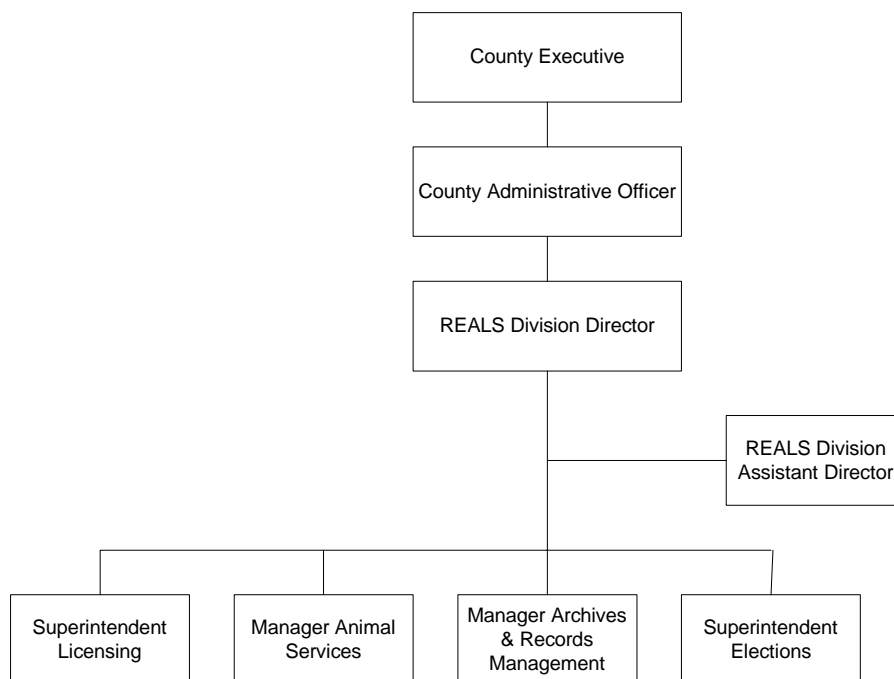 County Executive
County Administrative Officer
REALS Division Director
REALS Division
Assistant Director
Superintendent
Licensing
Manager Animal
Services
Manager Archives
& Records
Management
Superintendent
Elections